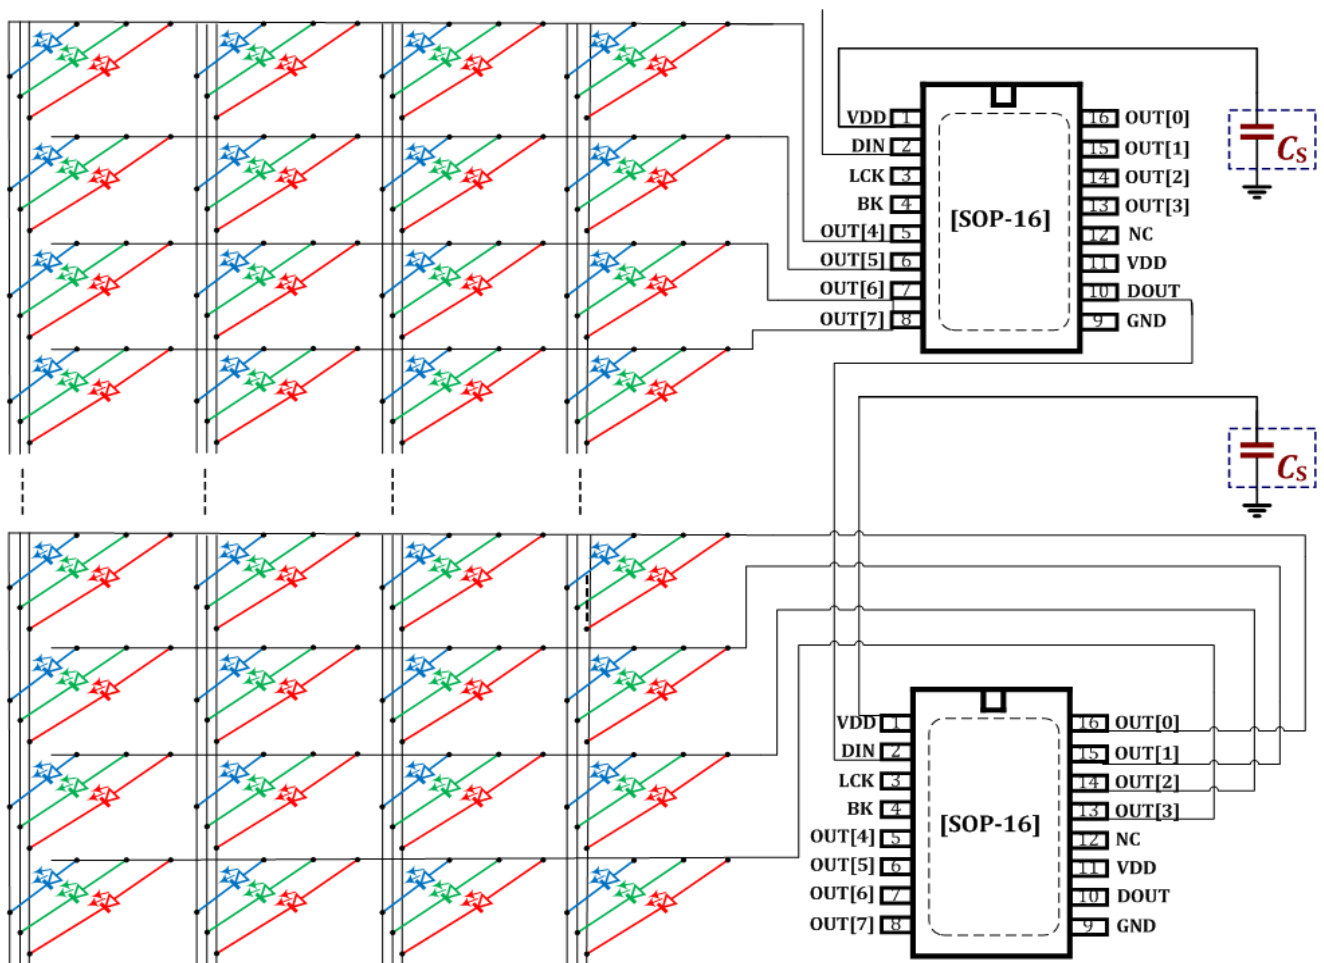 VDD 1 16 OUT[0]
DIN 2 15 OUT[1]
LCK 3 14 OUT[2]
BK 4 13 OUT[3]
OUT[4] 5 12 NC
OUT[5] 6 11 VDD
OUT[6] 7 10 DOUT
OUT[7] 8 9 GND
[SOP-16]
CS
CS
VDD 1 16 OUT[0]
DIN 2 15 OUT[1]
LCK 3 14 OUT[2]
BK 4 13 OUT[3]
OUT[4] 5 12 NC
OUT[5] 6 11 VDD
OUT[6] 7 10 DOUT
OUT[7] 8 9 GND
[SOP-16]